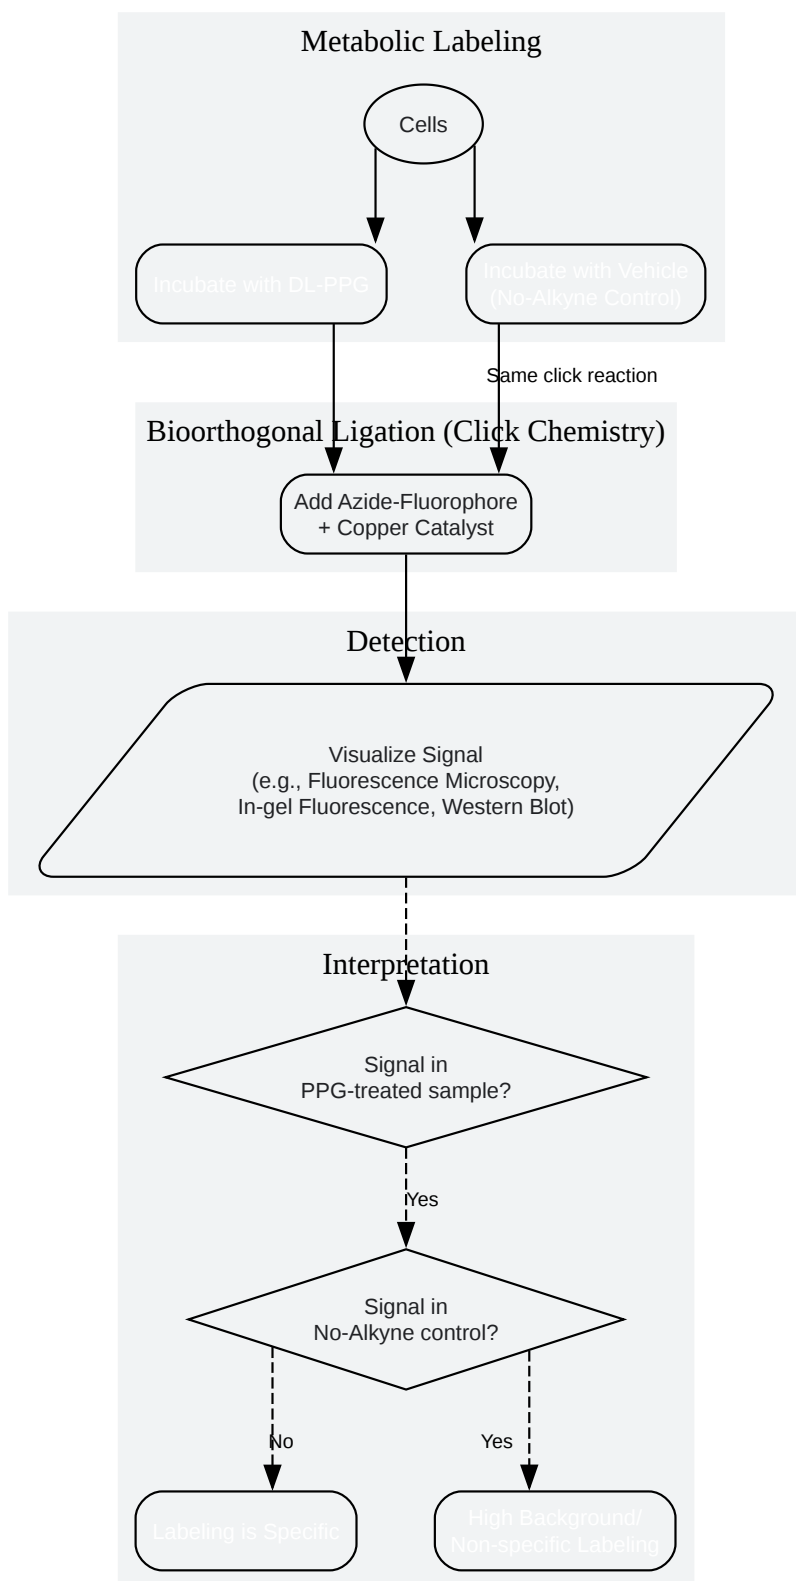 Metabolic Labeling
Cells
Incubate with DL-PPG
Incubate with Vehicle
(No-Alkyne Control)
Same click reaction
Bioorthogonal Ligation (Click Chemistry)
Add Azide-Fluorophore
+ Copper Catalyst
Detection
Visualize Signal
(e.g., Fluorescence Microscopy,
In-gel Fluorescence, Western Blot)
Interpretation
Signal in
PPG-treated sample?
Yes
Signal in
No-Alkyne control?
No
Yes
Labeling is Specific
High Background/
Non-specific Labeling